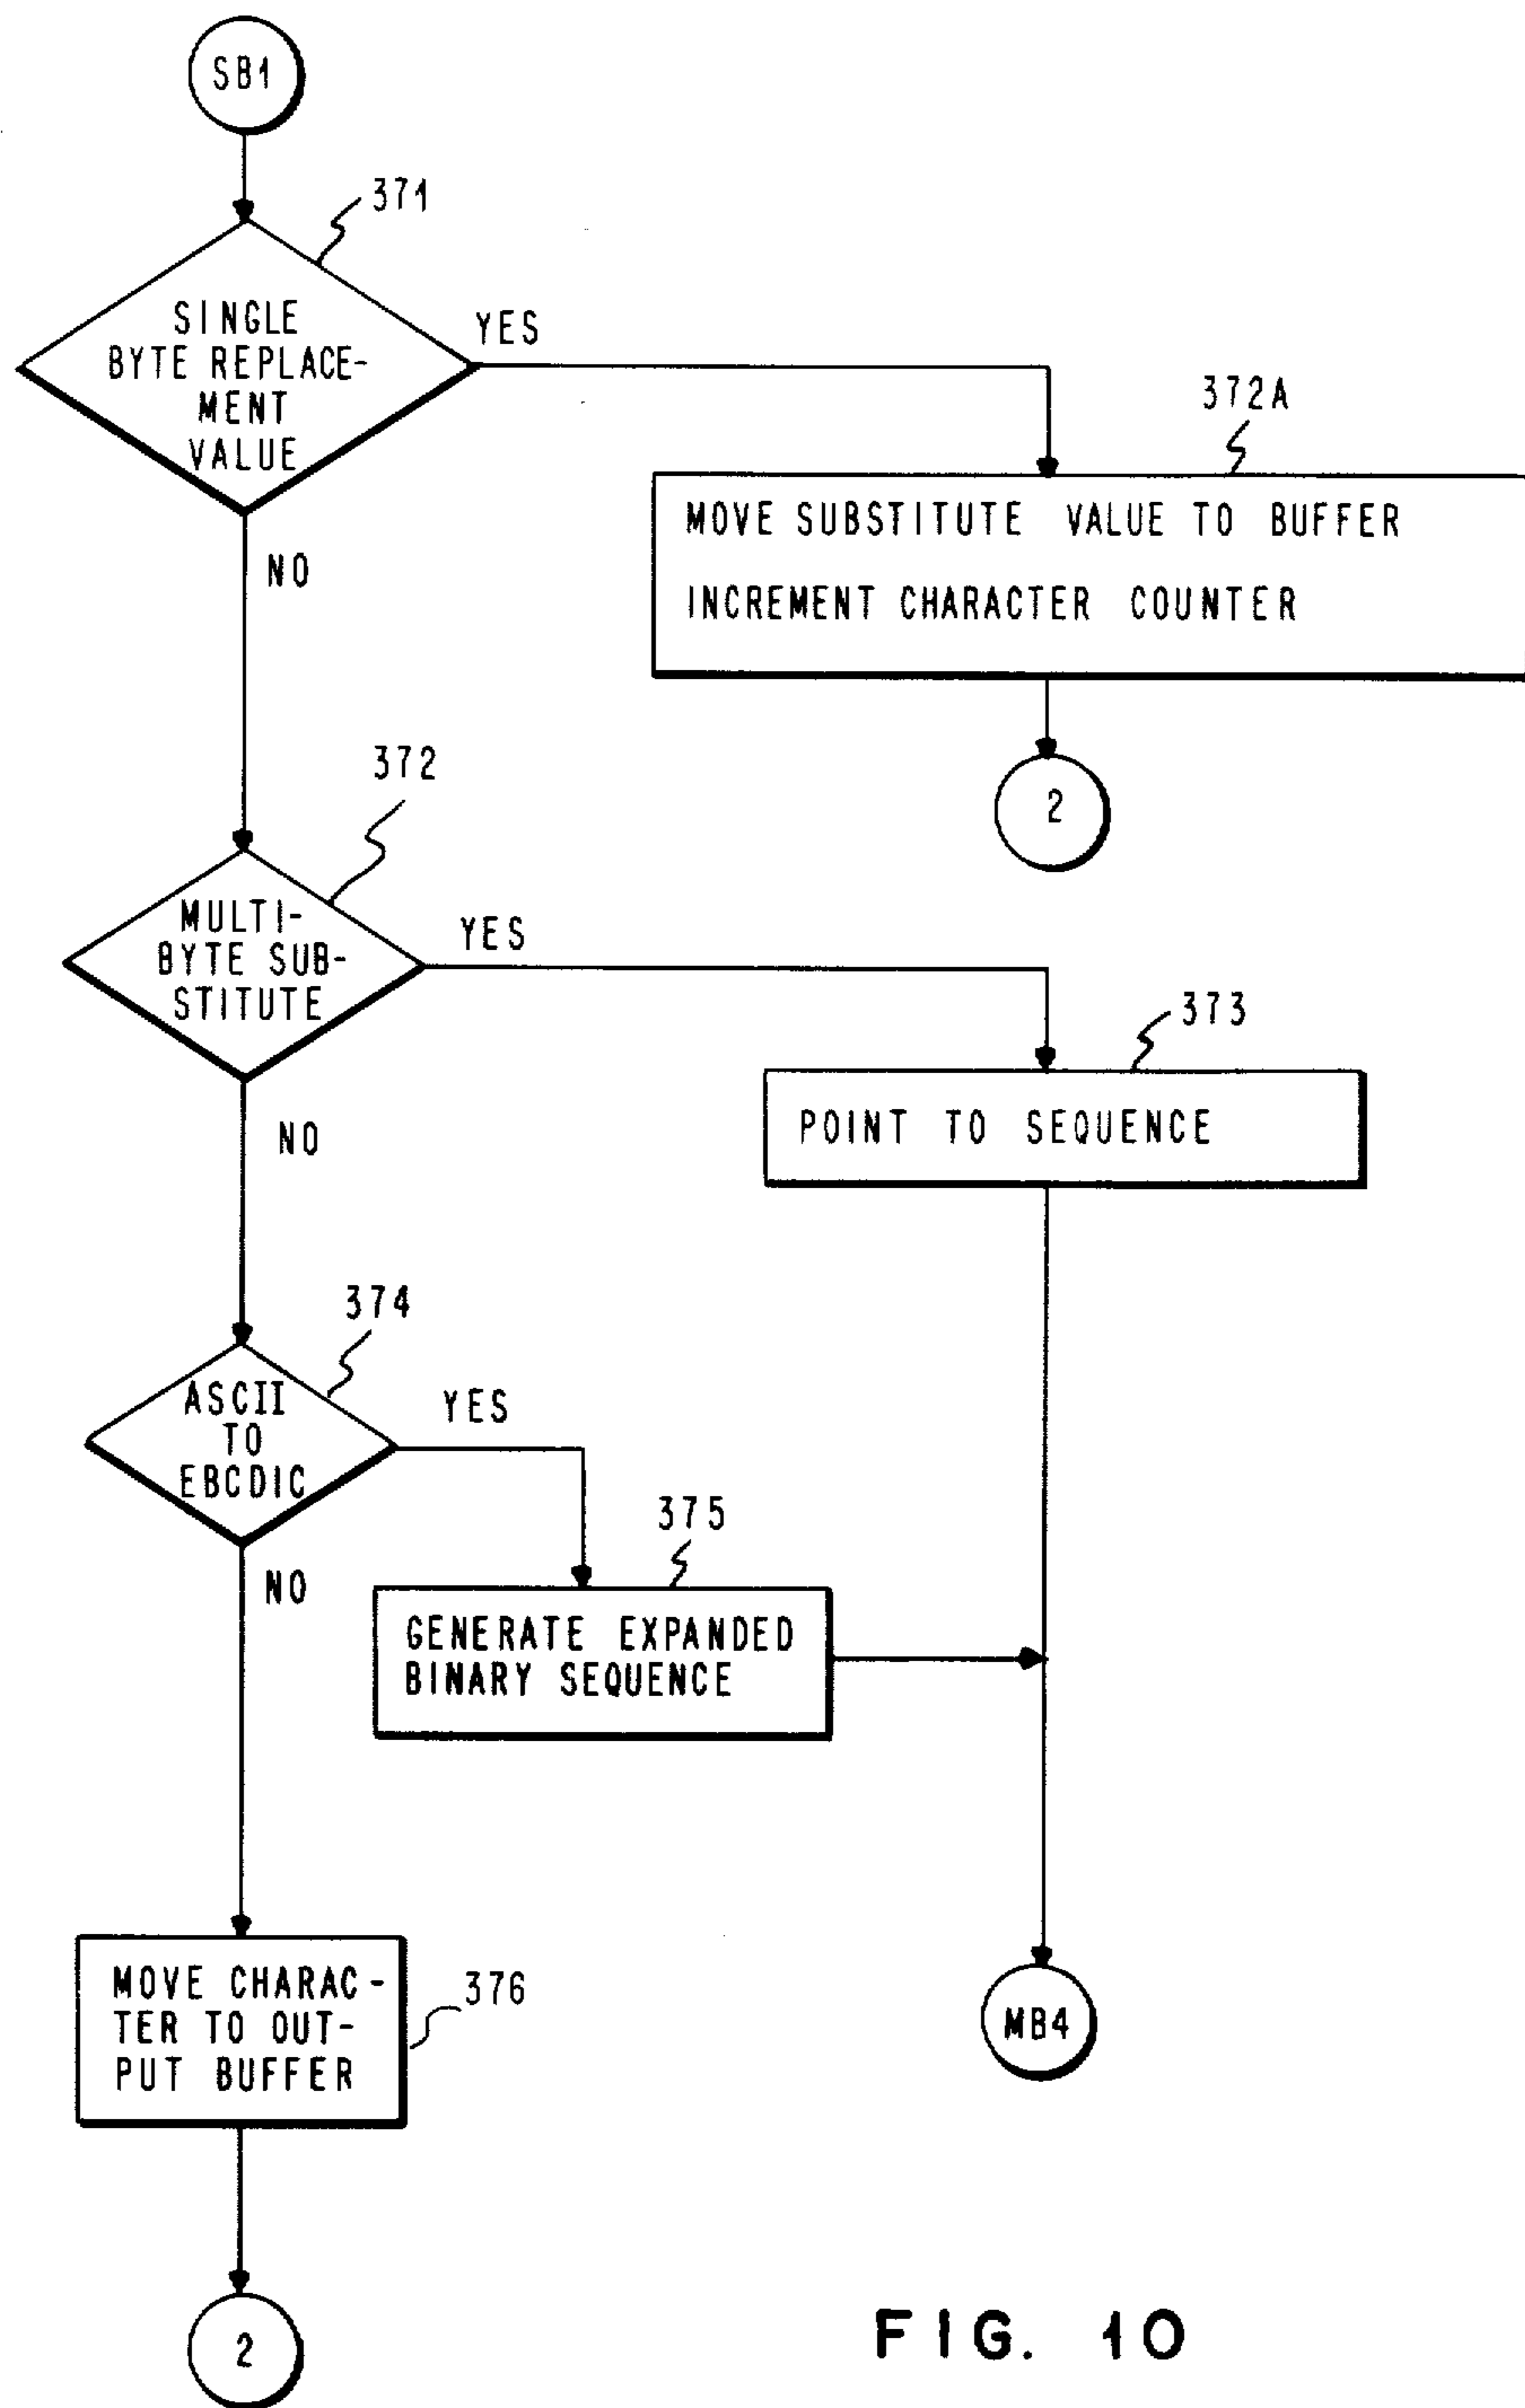 SB1
371
SINGLE
BYTE REPLACE-
MENT
VALUE
YES
NO
372A
MOVE SUBSTITUTE VALUE TO BUFFER
INCREMENT CHARACTER COUNTER
2
372
MULTI-
BYTE SUB-
STITUTE
YES
NO
373
POINT TO SEQUENCE
374
ASCII
TO
EBCDIC
YES
NO
375
GENERATE EXPANDED
BINARY SEQUENCE
MOVE CHARAC-
TER TO OUT-
PUT BUFFER
376
MB4
2
FIG. 10